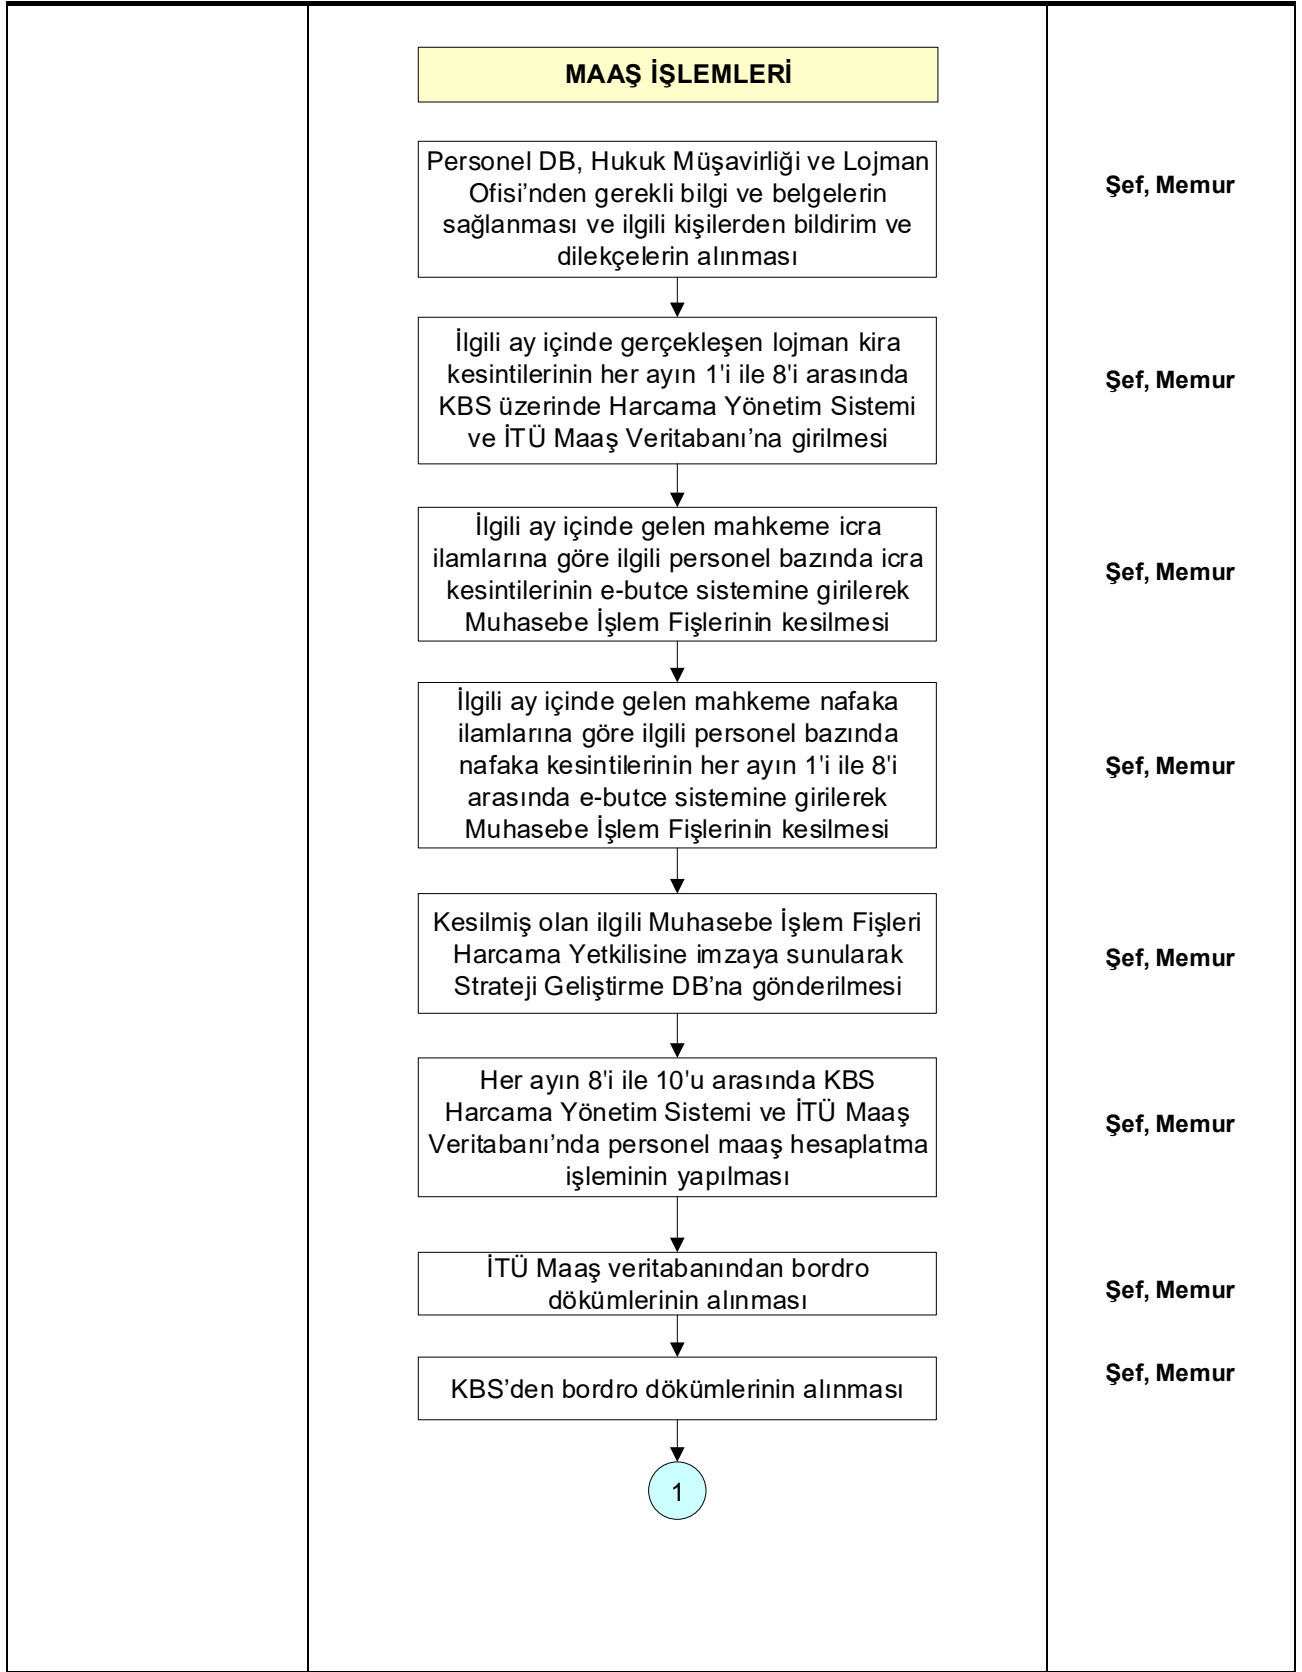 MAAŞ İŞLEMLERİ
Personel DB, Hukuk Müşavirliği ve Lojman
Ofisi’nden gerekli bilgi ve belgelerin
sağlanması ve ilgili kişilerden bildirim ve
dilekçelerin alınması
Şef, Memur
İlgili ay içinde gerçekleşen lojman kira
kesintilerinin her ayın 1'i ile 8'i arasında
KBS üzerinde Harcama Yönetim Sistemi
ve İTÜ Maaş Veritabanı’na girilmesi
Şef, Memur
İlgili ay içinde gelen mahkeme icra
ilamlarına göre ilgili personel bazında icra
kesintilerinin e-butce sistemine girilerek
Muhasebe İşlem Fişlerinin kesilmesi
Şef, Memur
İlgili ay içinde gelen mahkeme nafaka
ilamlarına göre ilgili personel bazında
nafaka kesintilerinin her ayın 1'i ile 8'i
arasında e-butce sistemine girilerek
Muhasebe İşlem Fişlerinin kesilmesi
Şef, Memur
Kesilmiş olan ilgili Muhasebe İşlem Fişleri
Harcama Yetkilisine imzaya sunularak
Strateji Geliştirme DB’na gönderilmesi
Şef, Memur
Her ayın 8'i ile 10'u arasında KBS
Harcama Yönetim Sistemi ve İTÜ Maaş
Veritabanı’nda personel maaş hesaplatma
işleminin yapılması
Şef, Memur
İTÜ Maaş veritabanından bordro
dökümlerinin alınması
Şef, Memur
KBS’den bordro dökümlerinin alınması
Şef, Memur
1